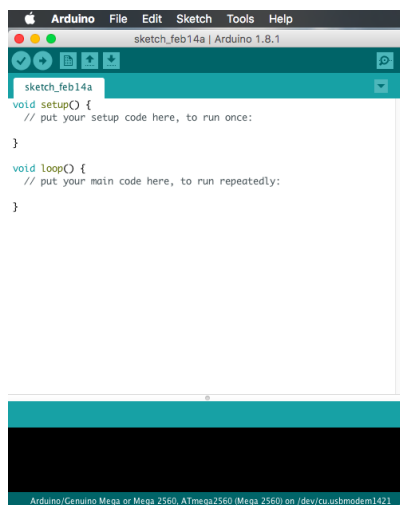 Arduino File Edit Sketch Tools Help
sketch_feb14a | Arduino 1.8.1
sketch_feb14a
void setup() {
// put your setup code here, to run once:
}
void loop() {
// put your main code here, to run repeatedly:
}
Arduino/Genuino Mega or Mega 2560, ATmega2560 (Mega 2560) on /dev/cu.usbmodem1421